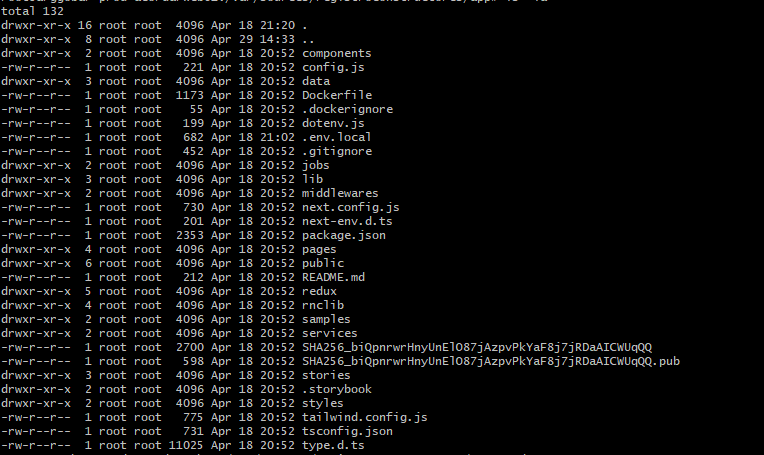 total 132
drwxr-xr-x 16 root root  4096 Apr 18 21:20 .
drwxr-xr-x  8 root root  4096 Apr 29 14:33 ..
drwxr-xr-x  2 root root  4096 Apr 18 20:52 components
-rw-r--r--  1 root root   221 Apr 18 20:52 config.js
drwxr-xr-x  3 root root  4096 Apr 18 20:52 data
-rw-r--r--  1 root root  1173 Apr 18 20:52 Dockerfile
-rw-r--r--  1 root root    55 Apr 18 20:52 .dockerignore
-rw-r--r--  1 root root   199 Apr 18 20:52 dotenv.js
-rw-r--r--  1 root root   682 Apr 18 21:02 .env.local
-rw-r--r--  1 root root   452 Apr 18 20:52 .gitignore
drwxr-xr-x  2 root root  4096 Apr 18 20:52 jobs
drwxr-xr-x  3 root root  4096 Apr 18 20:52 lib
drwxr-xr-x  2 root root  4096 Apr 18 20:52 middlewares
-rw-r--r--  1 root root   730 Apr 18 20:52 next.config.js
-rw-r--r--  1 root root   201 Apr 18 20:52 next-env.d.ts
-rw-r--r--  1 root root  2353 Apr 18 20:52 package.json
drwxr-xr-x  4 root root  4096 Apr 18 20:52 pages
drwxr-xr-x  6 root root  4096 Apr 18 20:52 public
-rw-r--r--  1 root root   212 Apr 18 20:52 README.md
drwxr-xr-x  5 root root  4096 Apr 18 20:52 redux
drwxr-xr-x  4 root root  4096 Apr 18 20:52 rnclib
drwxr-xr-x  2 root root  4096 Apr 18 20:52 samples
drwxr-xr-x  2 root root  4096 Apr 18 20:52 services
-rw-r--r--  1 root root  2700 Apr 18 20:52 SHA256_biQpnrwrHnyUnElO87jAzpvPkYaF8j7jRDaAICWUqQQ
-rw-r--r--  1 root root   598 Apr 18 20:52 SHA256_biQpnrwrHnyUnElO87jAzpvPkYaF8j7jRDaAICWUqQQ.pub
drwxr-xr-x  3 root root  4096 Apr 18 20:52 stories
drwxr-xr-x  2 root root  4096 Apr 18 20:52 .storybook
drwxr-xr-x  2 root root  4096 Apr 18 20:52 styles
-rw-r--r--  1 root root   775 Apr 18 20:52 tailwind.config.js
-rw-r--r--  1 root root   731 Apr 18 20:52 tsconfig.json
-rw-r--r--  1 root root 11025 Apr 18 20:52 type.d.ts